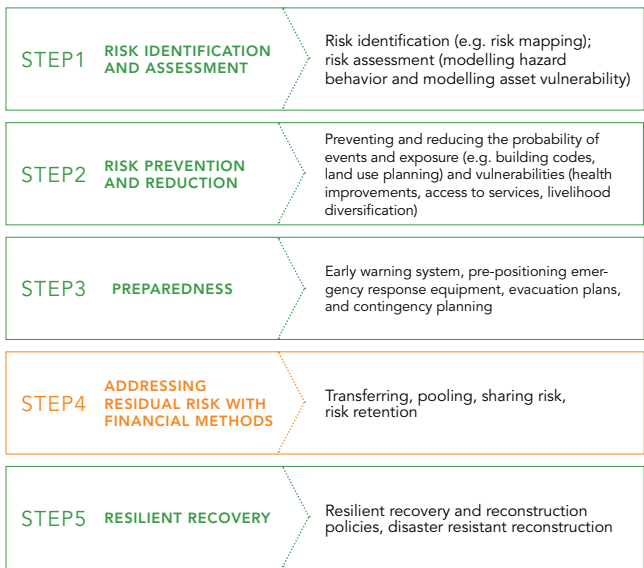 STEP1
RISK IDENTIFICATION
AND ASSESSMENT
Risk identification (e.g. risk mapping);
risk assessment (modelling hazard
behavior and modelling asset vulnerability)
STEP2
RISK PREVENTION
AND REDUCTION
Preventing and reducing the probability of
events and exposure (e.g. building codes,
land use planning) and vulnerabilities (health
improvements, access to services, livelihood
diversification)
STEP3
PREPAREDNESS
Early warning system, pre-positioning emer-
gency response equipment, evacuation plans,
and contingency planning
STEP4
ADDRESSING
RESIDUAL RISK WITH
FINANCIAL METHODS
Transferring, pooling, sharing risk,
risk retention
STEP5
RESILIENT RECOVERY
Resilient recovery and reconstruction
policies, disaster resistant reconstruction